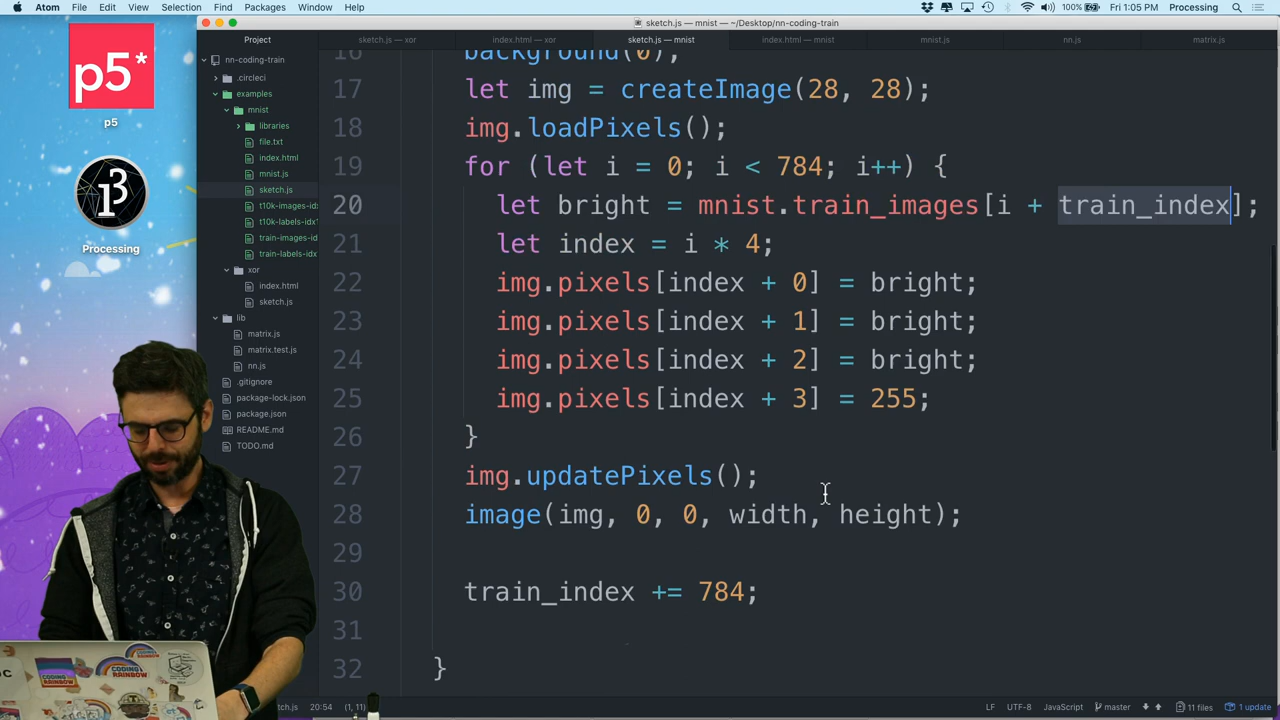 Atom File Edit View Selection Find Packages Window Help
100% Fri 1:05 PM Processing
sketch.js — mnist — ~/Desktop/nn-coding-train
Project
sketch.js — xor
index.html — xor
sketch.js — mnist
index.html — mnist
mnist.js
nn.js
matrix.js
p5*
p5
Processing
nn-coding-train
.circleci
examples
mnist
libraries
file.txt
index.html
mnist.js
sketch.js
t10k-images-idx
t10k-labels-idx1
train-images-id
train-labels-idx
xor
index.html
sketch.js
lib
matrix.js
matrix.test.js
nn.js
.gitignore
package-lock.json
package.json
README.md
TODO.md
16 background(0);
17 let img = createImage(28, 28);
18 img.loadPixels();
19 for (let i = 0; i < 784; i++) {
20 let bright = mnist.train_images[i + train_index];
21 let index = i * 4;
22 img.pixels[index + 0] = bright;
23 img.pixels[index + 1] = bright;
24 img.pixels[index + 2] = bright;
25 img.pixels[index + 3] = 255;
26 }
27 img.updatePixels();
28 image(img, 0, 0, width, height);
29
30 train_index += 784;
31
32 }
CODING RAINBOW
tch.js 20:54 (1, 11)
LF UTF-8 JavaScript master 11 files 1 update